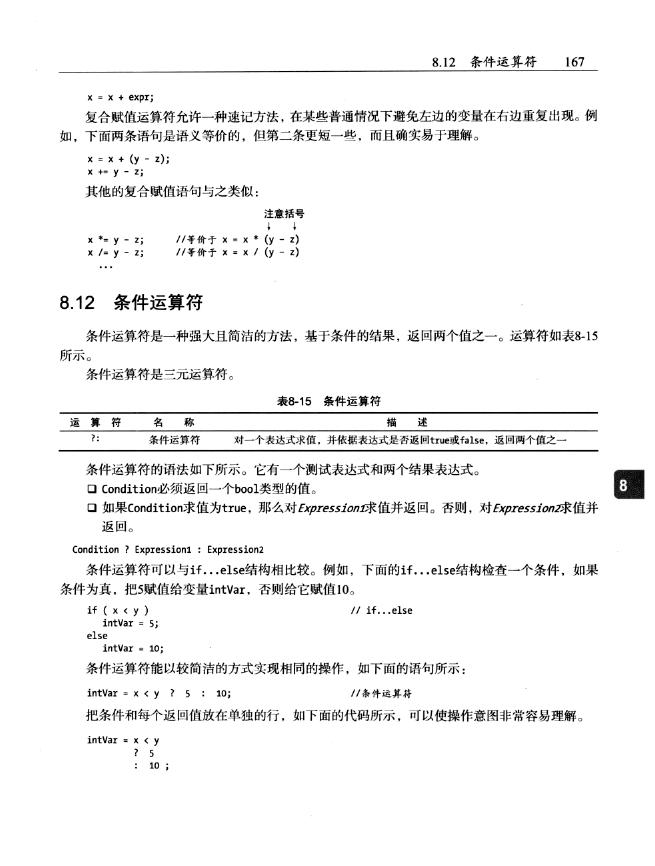 8.12 条件运算符 167
x = x + expr;
复合赋值运算符允许一种速记方法，在某些普通情况下避免左边的变量在右边重复出现。例
如，下面两条语句是语义等价的，但第二条更短一些，而且确实易于理解。
x = x + (y - z);
x += y - z;
其他的复合赋值语句与之类似：
注意括号
↓ ↓
x *= y - z; //等价于 x = x * (y - z)
x /= y - z; //等价于 x = x / (y - z)
...
8.12 条件运算符
条件运算符是一种强大且简洁的方法，基于条件的结果，返回两个值之一。运算符如表8-15
所示。
条件运算符是三元运算符。
表8-15 条件运算符
运 算 符 名 称 描 述
?: 条件运算符 对一个表达式求值，并依据表达式是否返回true或false，返回两个值之一
条件运算符的语法如下所示。它有一个测试表达式和两个结果表达式。
❑ Condition必须返回一个bool类型的值。
❑ 如果Condition求值为true，那么对Expression1求值并返回。否则，对Expression2求值并
返回。
8
Condition ? Expression1 : Expression2
条件运算符可以与if...else结构相比较。例如，下面的if...else结构检查一个条件，如果
条件为真，把5赋值给变量intVar，否则给它赋值10。
if ( x < y ) // if...else
intVar = 5;
else
intVar = 10;
条件运算符能以较简洁的方式实现相同的操作，如下面的语句所示：
intVar = x < y ? 5 : 10; //条件运算符
把条件和每个返回值放在单独的行，如下面的代码所示，可以使操作意图非常容易理解。
intVar = x < y
? 5
: 10 ;